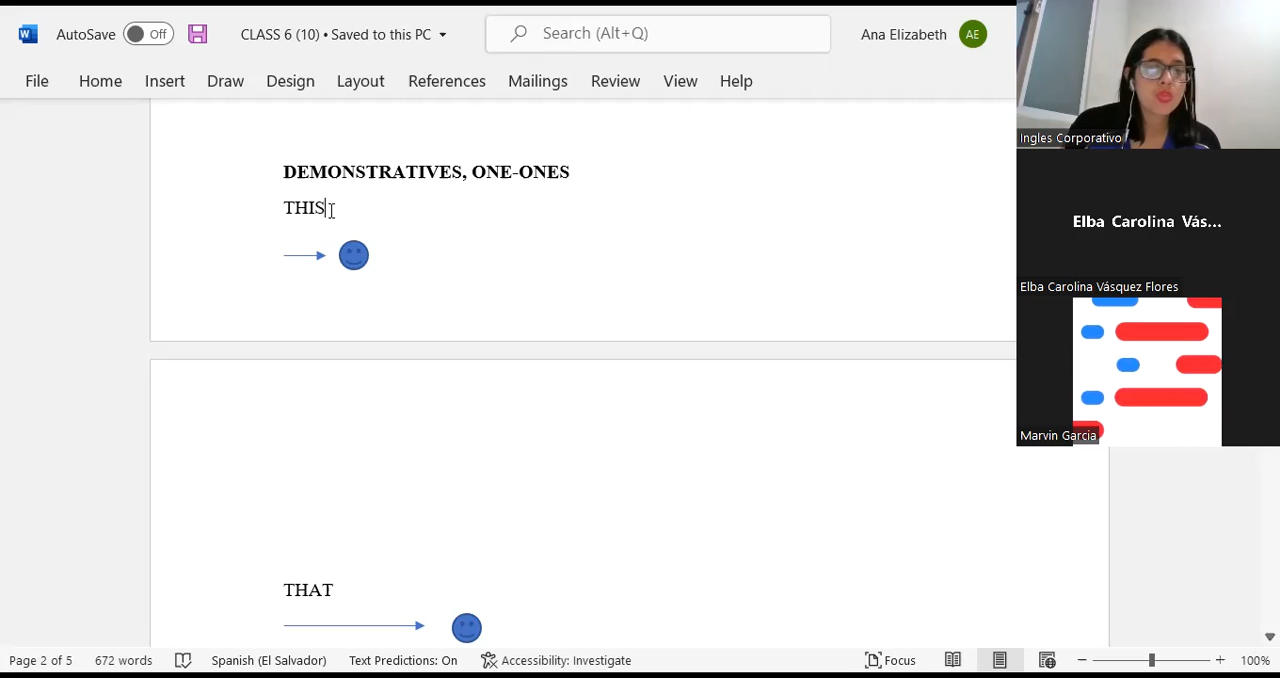 AutoSave Off CLASS 6 (10) • Saved to this PC Search (Alt+Q) Ana Elizabeth AE
File Home Insert Draw Design Layout References Mailings Review View Help
DEMONSTRATIVES, ONE-ONES
THIS
THAT
Page 2 of 5 672 words Spanish (El Salvador) Text Predictions: On Accessibility: Investigate Focus 100%
Ingles Corporativo
Elba Carolina Vás...
Elba Carolina Vásquez Flores
Marvin Garcia